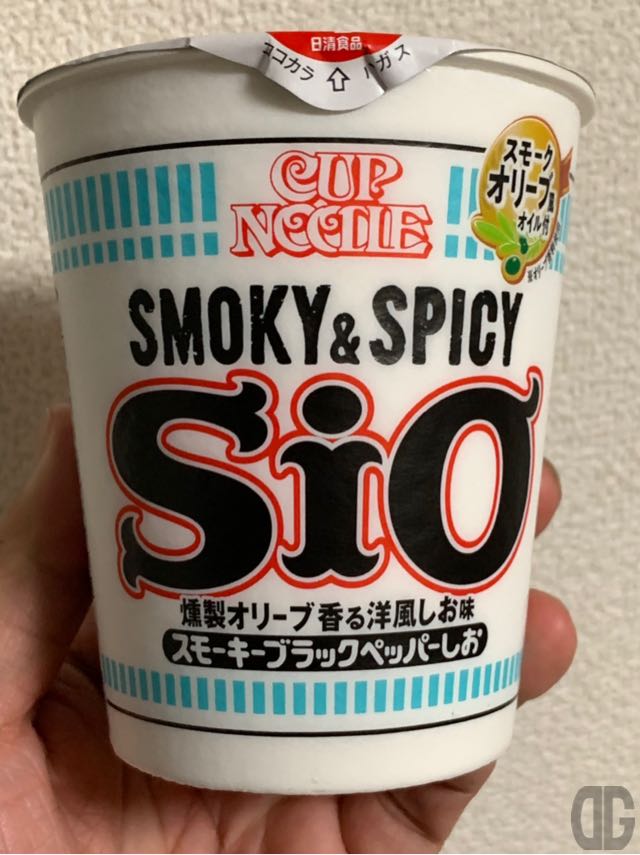 日清食品
ココカラ ハガス
CUP
NOODLE
スモーク
オリーブ風
オイル付
SMOKY & SPICY
SiO
燻製オリーブ香る洋風しお味
スモーキーブラックペッパーしお
DG